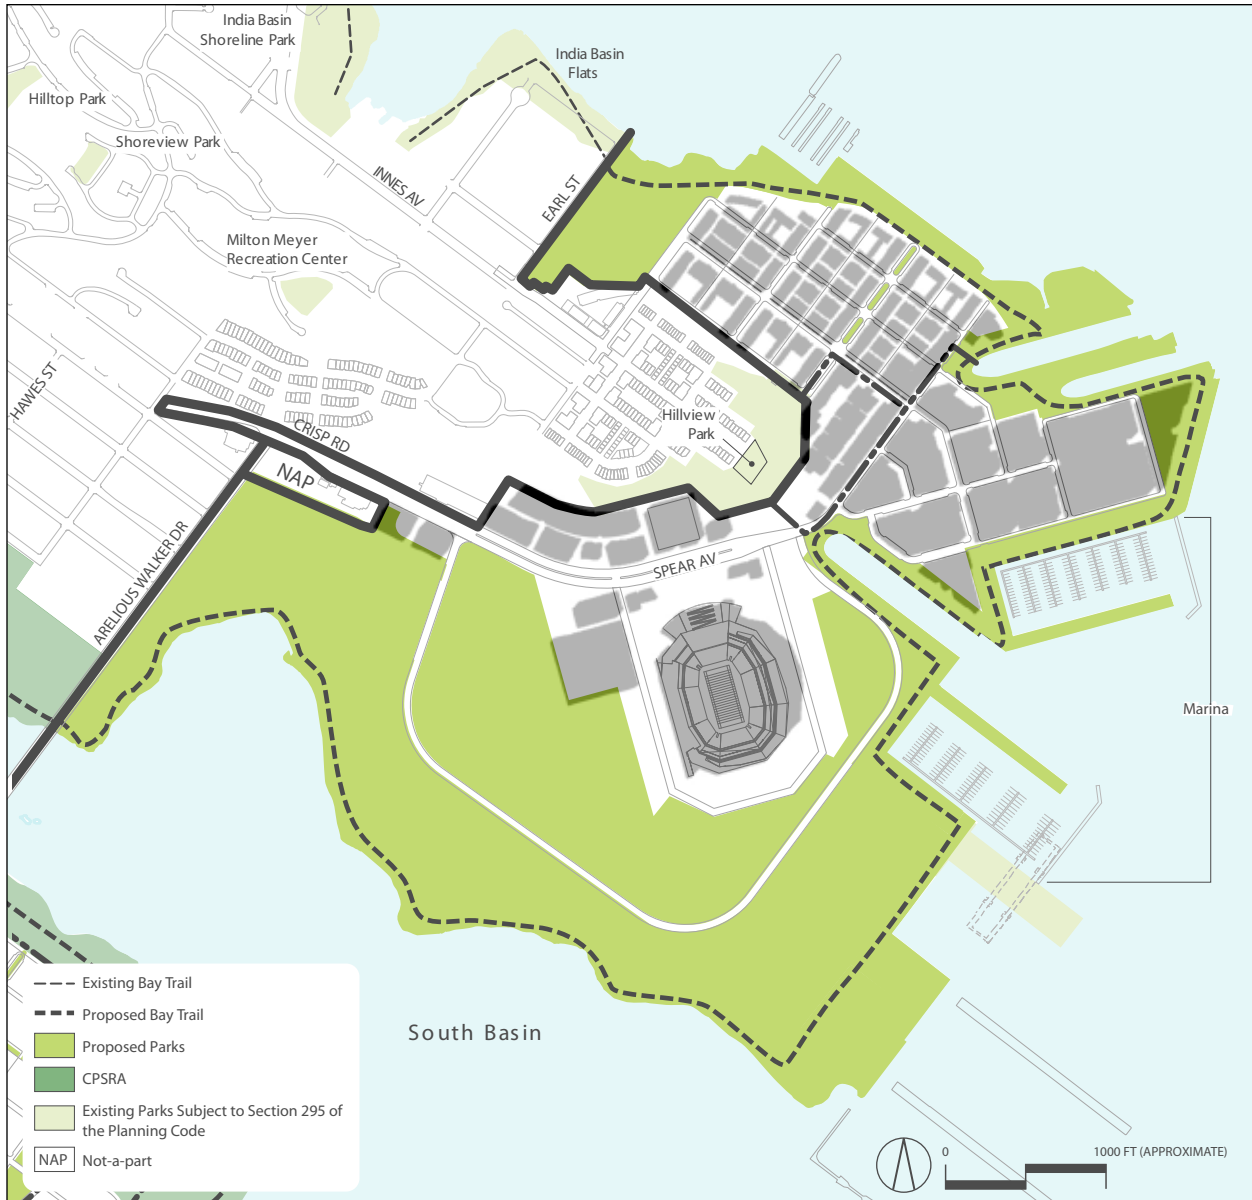 India Basin
Shoreline Park
India Basin
Flats
Hilltop Park
Shoreview Park
INNES AV
EARL ST
Milton Meyer
Recreation Center
HAWES ST
CRISP RD
Hillview
Park
NAP
ARELIOUS WALKER DR
SPEAR AV
Marina
South Basin
Existing Bay Trail
Proposed Bay Trail
Proposed Parks
CPSRA
Existing Parks Subject to Section 295 of
the Planning Code
NAP Not-a-part
0 1000 FT (APPROXIMATE)